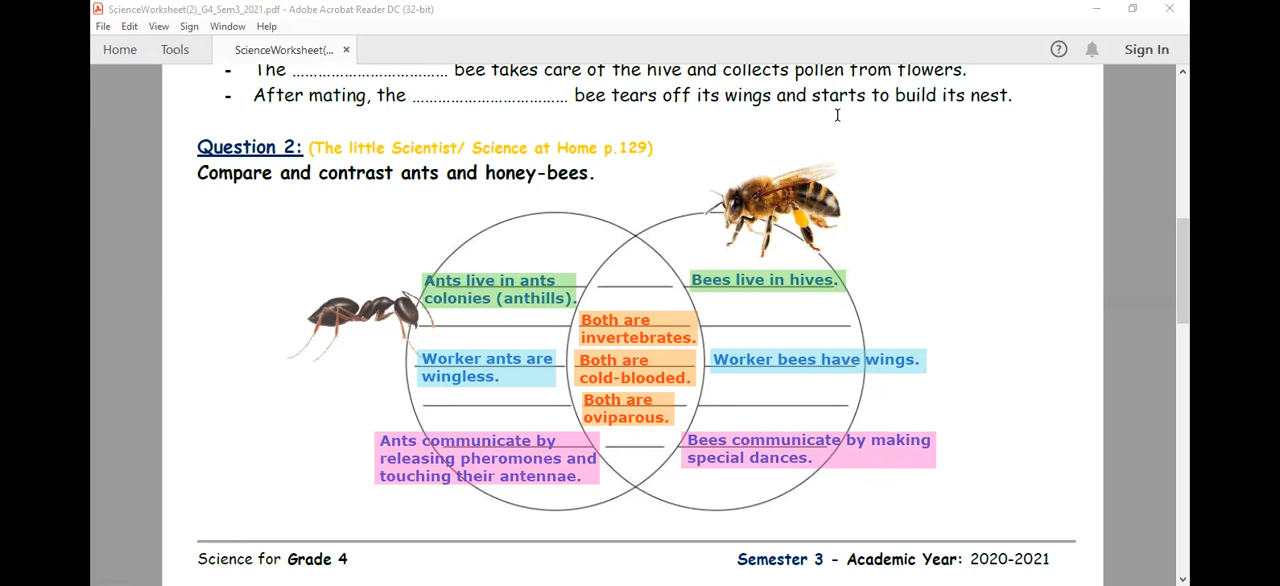 ScienceWorksheet(2)_G4_Sem3_2021.pdf - Adobe Acrobat Reader DC (32-bit)
File Edit View Sign Window Help
Home Tools ScienceWorksheet(... × ? Sign In
- The ………………………………… bee takes care of the hive and collects pollen from flowers.
- After mating, the ………………………………… bee tears off its wings and starts to build its nest.
Question 2: (The little Scientist/ Science at Home p.129)
Compare and contrast ants and honey-bees.
Ants live in ants
colonies (anthills).
Bees live in hives.
Both are
invertebrates.
Worker ants are
wingless.
Both are
cold-blooded.
Worker bees have wings.
Both are
oviparous.
Ants communicate by
releasing pheromones and
touching their antennae.
Bees communicate by making
special dances.
Science for Grade 4
Semester 3 - Academic Year: 2020-2021